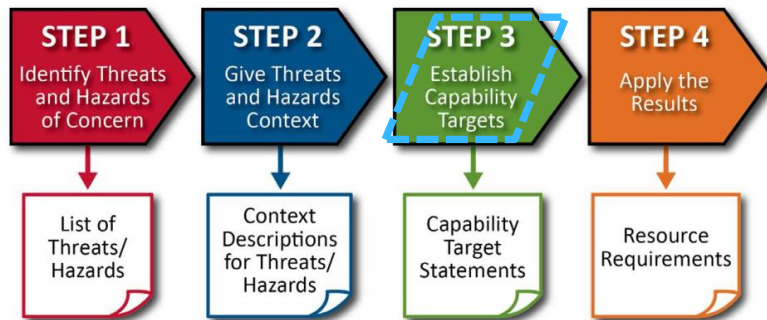 STEP 1
Identify Threats
and Hazards
of Concern
STEP 2
Give Threats
and Hazards
Context
STEP 3
Establish
Capability
Targets
STEP 4
Apply the
Results
List of
Threats/
Hazards
Context
Descriptions
for Threats/
Hazards
Capability
Target
Statements
Resource
Requirements